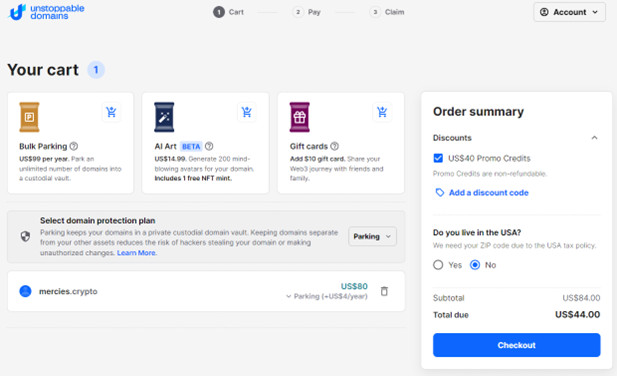 unstoppable
domains
1 Cart
2 Pay
3 Claim
Account
Your cart 1
Bulk Parking
US$99 per year. Park an
unlimited number of domains into
a custodial vault.
AI Art BETA
US$14.99. Generate 200 mind-
blowing avatars for your domain.
Includes 1 free NFT mint.
Gift cards
Add $10 gift card. Share your
Web3 journey with friends and
family.
Select domain protection plan
Parking keeps your domains in a private custodial domain vault. Keeping domains separate
from your other assets reduces the risk of hackers stealing your domain or making
unauthorized changes. Learn More.
Parking
mercies.crypto
US$80
Parking (+US$4/year)
Order summary
Discounts
US$40 Promo Credits
Promo Credits are non-refundable.
Add a discount code
Do you live in the USA?
We need your ZIP code due to the USA tax policy.
Yes No
Subtotal US$84.00
Total due US$44.00
Checkout